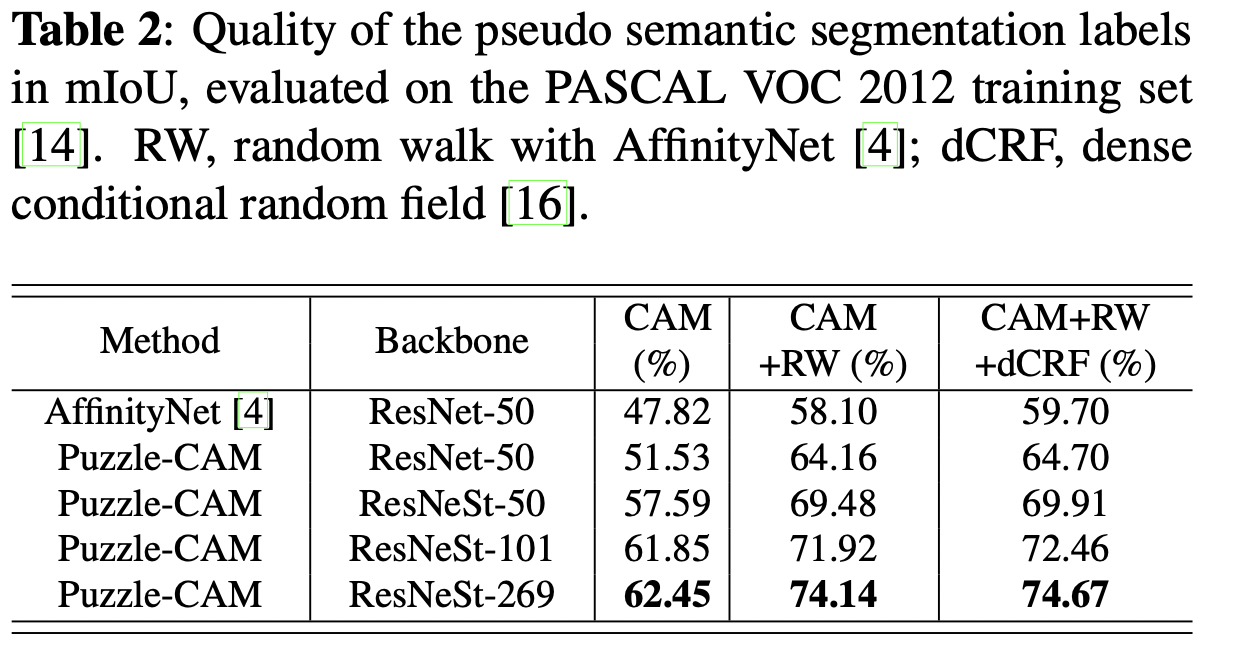 Table 2: Quality of the pseudo semantic segmentation labels
in mIoU, evaluated on the PASCAL VOC 2012 training set
[14]. RW, random walk with AffinityNet [4]; dCRF, dense
conditional random field [16].
Method Backbone CAM (%) CAM +RW (%) CAM+RW +dCRF (%)
AffinityNet [4] ResNet-50 47.82 58.10 59.70
Puzzle-CAM ResNet-50 51.53 64.16 64.70
Puzzle-CAM ResNeSt-50 57.59 69.48 69.91
Puzzle-CAM ResNeSt-101 61.85 71.92 72.46
Puzzle-CAM ResNeSt-269 62.45 74.14 74.67